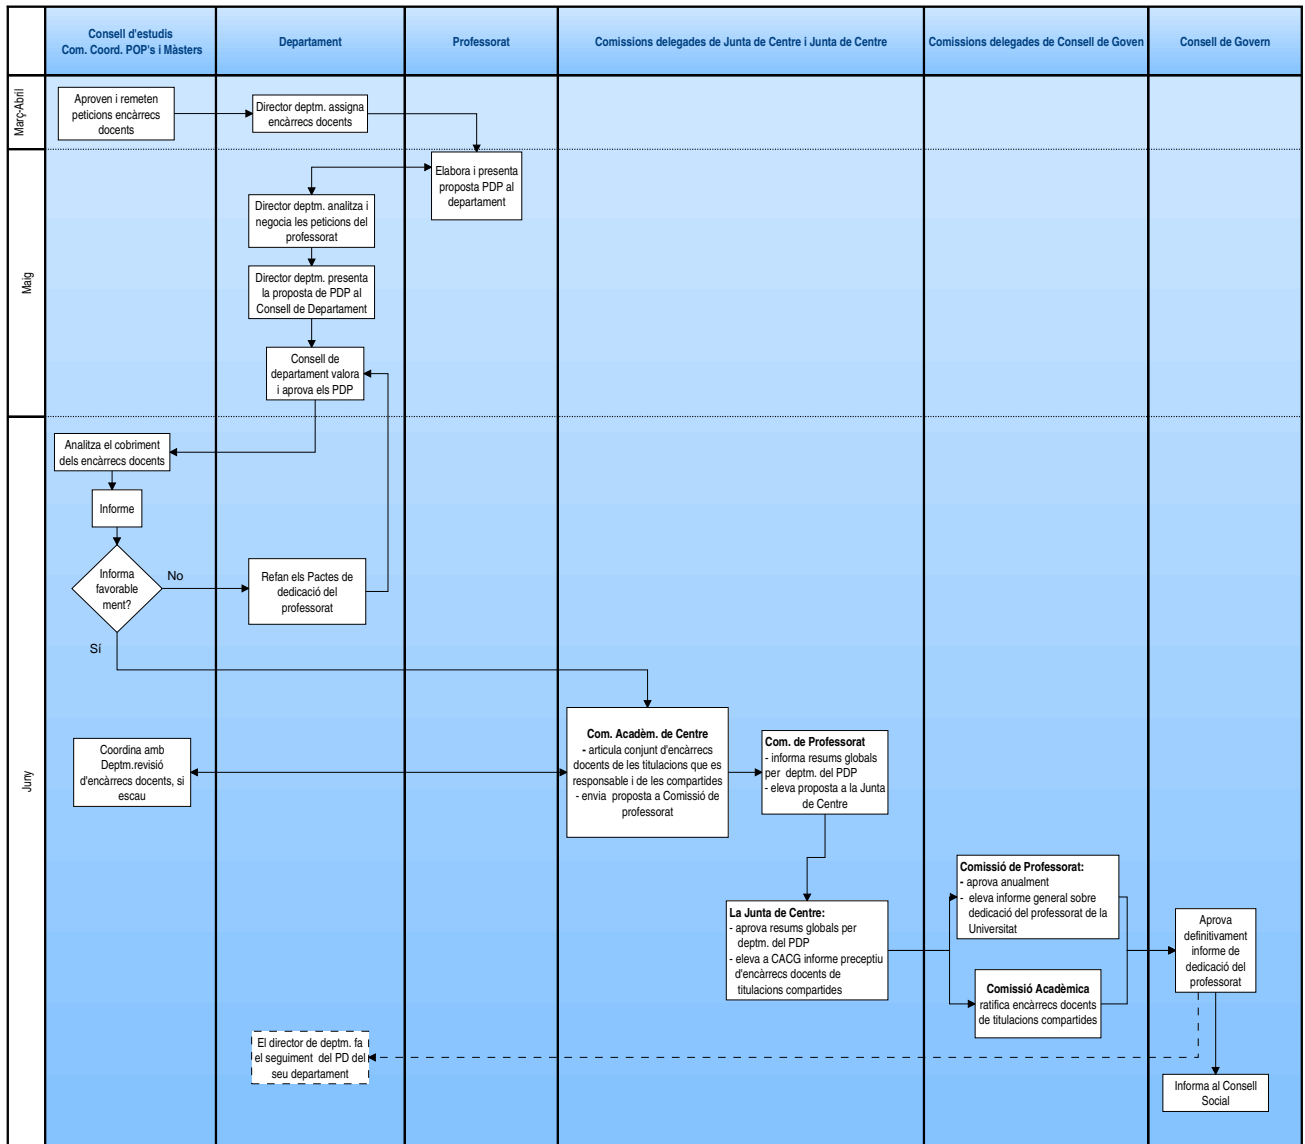 Consell d'estudis
Com. Coord. POP's i Màsters
Departament
Professorat
Comissions delegades de Junta de Centre i Junta de Centre
Comissions delegades de Consell de Goven
Consell de Govern
Març-Abril
Aproven i remeten
peticions encàrrecs
docents
Director deptm. assigna
encàrrecs docents
Maig
Elabora i presenta
proposta PDP al
departament
Director deptm. analitza i
negocia les peticions del
professorat
Director deptm. presenta
la proposta de PDP al
Consell de Departament
Consell de
departament valora
i aprova els PDP
Juny
Analitza el cobriment
dels encàrrecs docents
Informe
Informa
favorable
ment?
No
Sí
Refan els Pactes de
dedicació del
professorat
Coordina amb
Deptm.revisió
d'encàrrecs docents, si
escau
Com. Acadèm. de Centre
- articula conjunt d'encàrrecs
docents de les titulacions que es
responsable i de les compartides
- envia proposta a Comissió de
professorat
Com. de Professorat
- informa resums globals
per deptm. del PDP
- eleva proposta a la Junta
de Centre
La Junta de Centre:
- aprova resums globals per
deptm. del PDP
- eleva a CACG informe preceptiu
d'encàrrecs docents de
titulacions compartides
Comissió de Professorat:
- aprova anualment
- eleva informe general sobre
dedicació del professorat de la
Universitat
Comissió Acadèmica
ratifica encàrrecs docents
de titulacions compartides
Aprova
definitivament
informe de
dedicació del
professorat
El director de deptm. fa
el seguiment del PD del
seu departament
Informa al Consell
Social